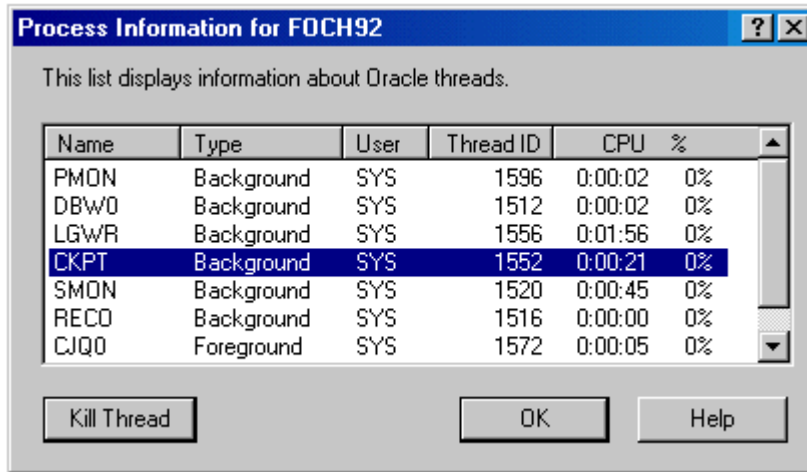 Process Information for FOCH92 ? X
This list displays information about Oracle threads.
Name Type User Thread ID CPU %
PMON Background SYS 1596 0:00:02 0%
DBW0 Background SYS 1512 0:00:02 0%
LGWR Background SYS 1556 0:01:56 0%
CKPT Background SYS 1552 0:00:21 0%
SMON Background SYS 1520 0:00:45 0%
RECO Background SYS 1516 0:00:00 0%
CJQ0 Foreground SYS 1572 0:00:05 0%
Kill Thread OK Help